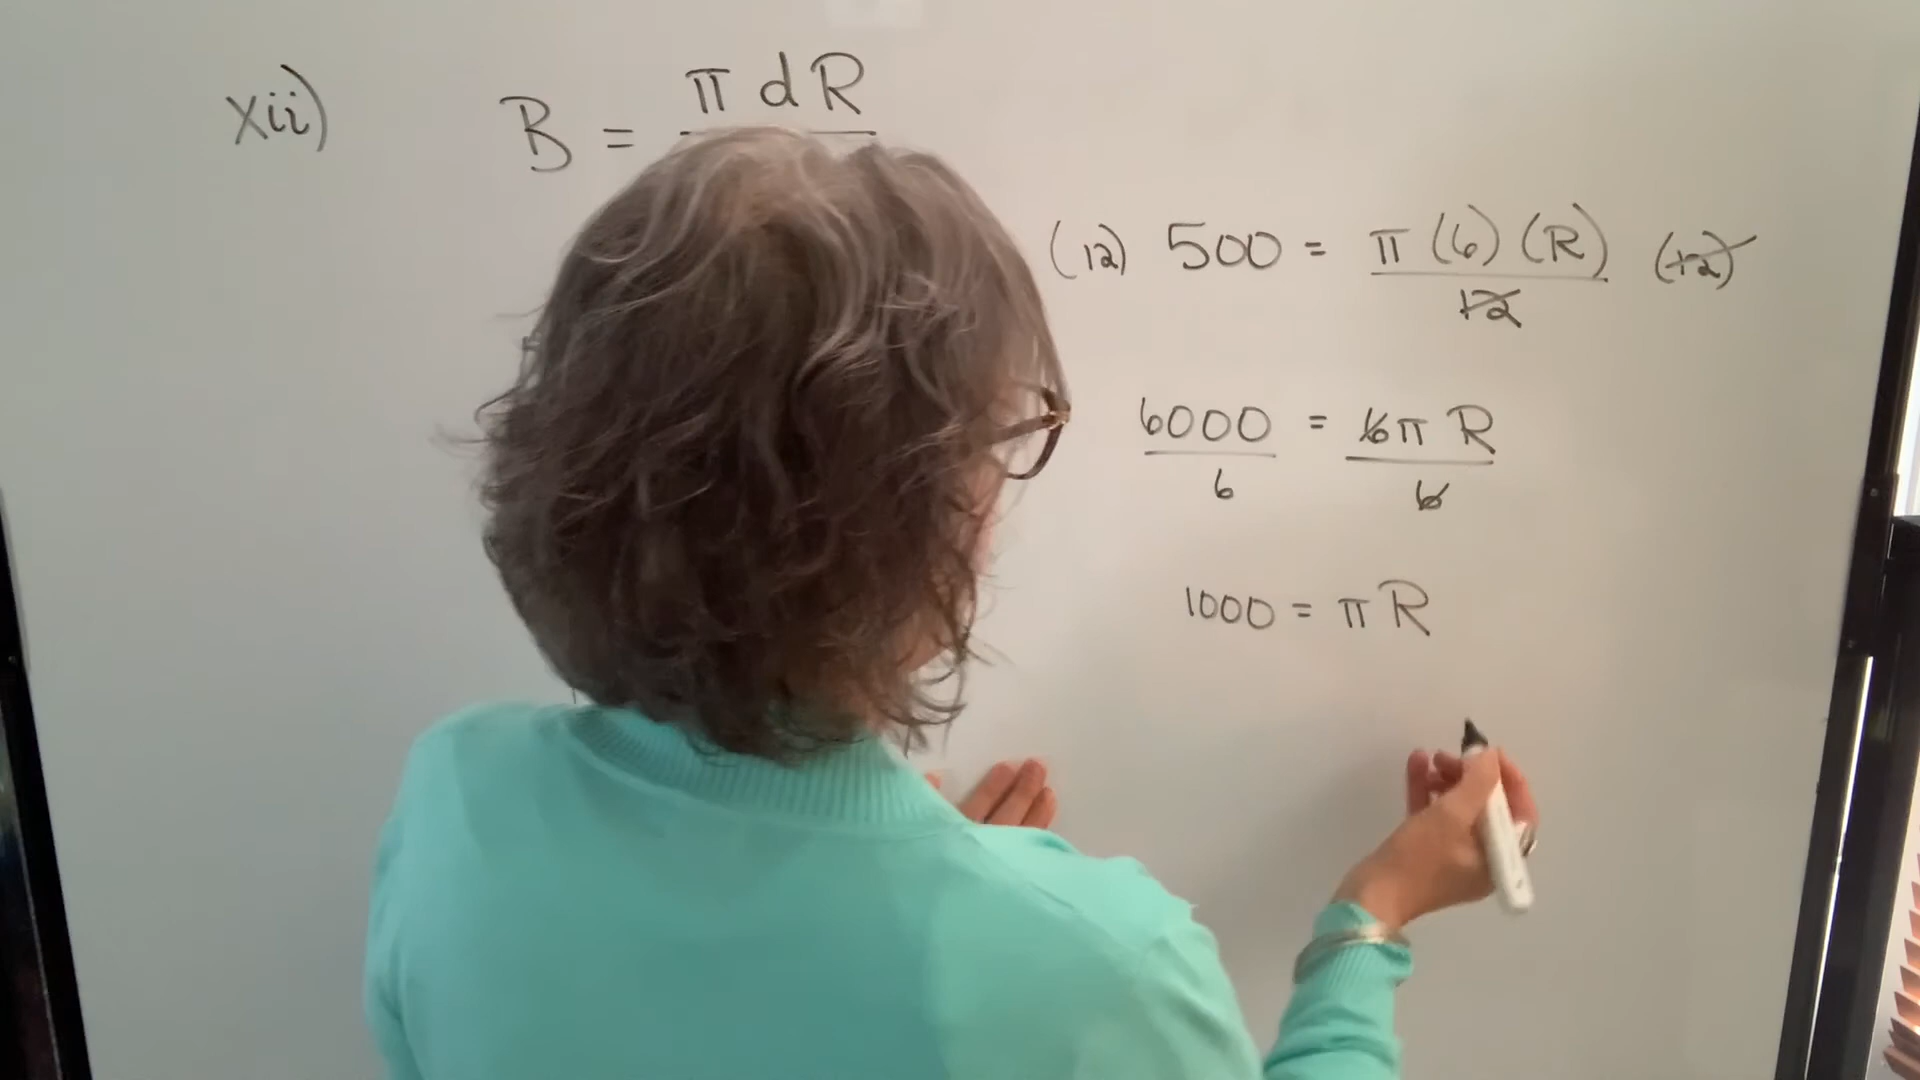 xii) B = π d R
(12) 500 = π (6) (R) (12)
12
6000 = 6π R
6 6
1000 = π R